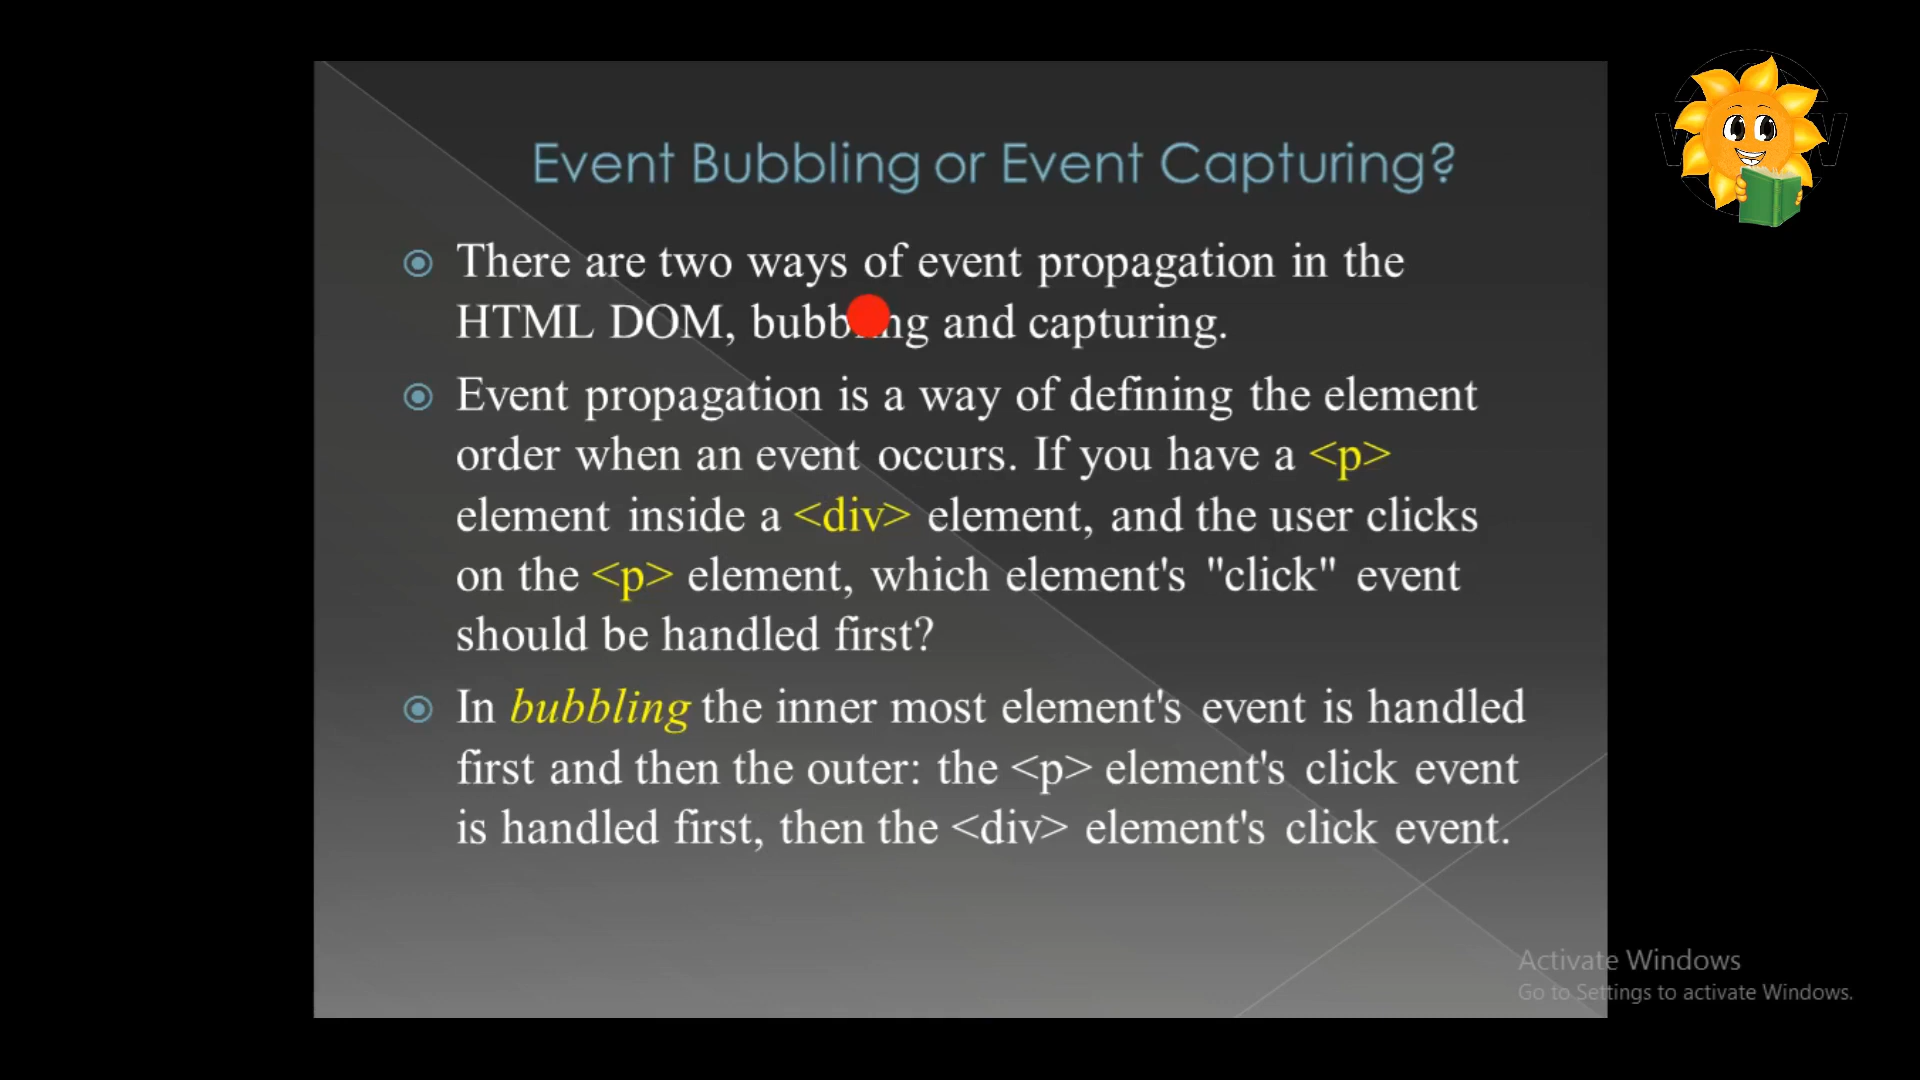 Event Bubbling or Event Capturing?
There are two ways of event propagation in the
HTML DOM, bubbling and capturing.
Event propagation is a way of defining the element
order when an event occurs. If you have a <p>
element inside a <div> element, and the user clicks
on the <p> element, which element's "click" event
should be handled first?
In bubbling the inner most element's event is handled
first and then the outer: the <p> element's click event
is handled first, then the <div> element's click event.
Activate Windows
Go to Settings to activate Windows.